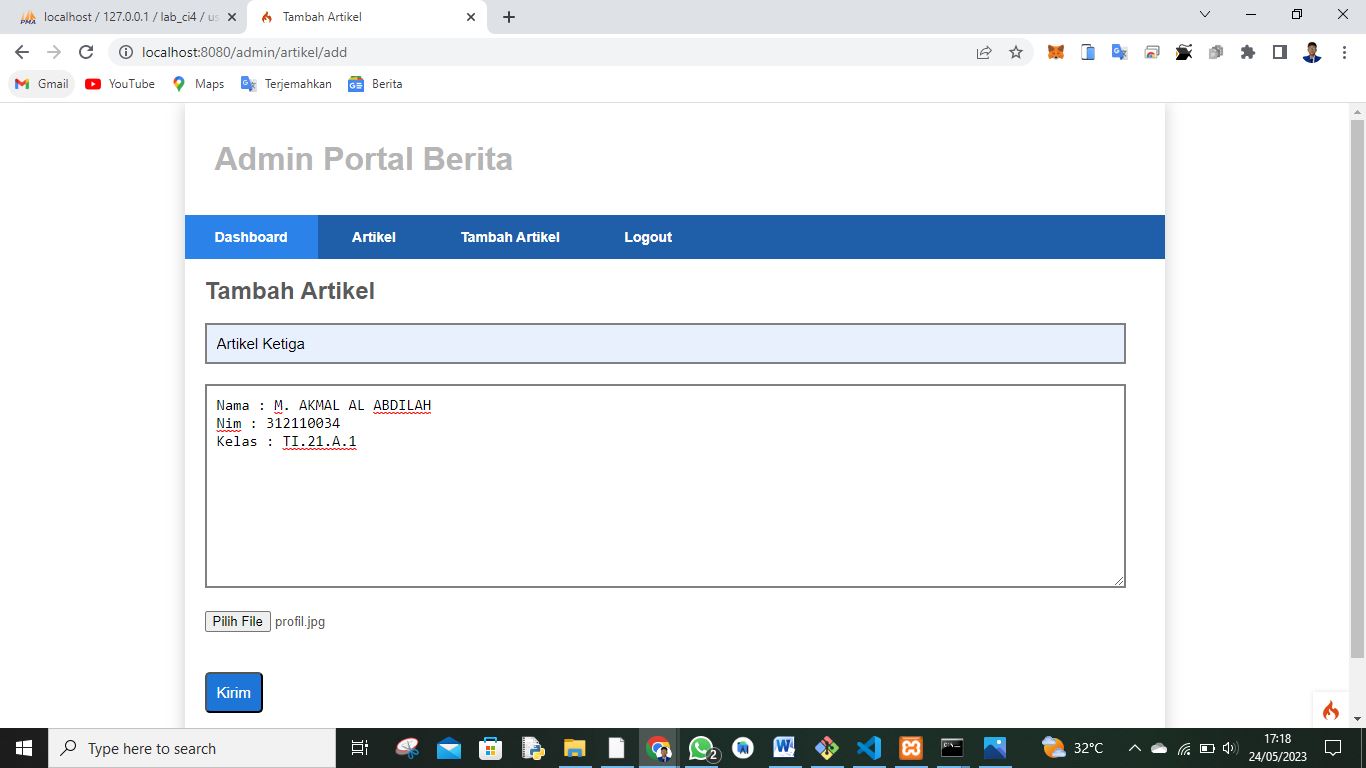 localhost / 127.0.0.1 / lab_ci4 / us
Tambah Artikel
localhost:8080/admin/artikel/add
Gmail
YouTube
Maps
Terjemahkan
Berita
Admin Portal Berita
Dashboard
Artikel
Tambah Artikel
Logout
Tambah Artikel
Artikel Ketiga
Nama : M. AKMAL AL ABDILAH
Nim : 312110034
Kelas : TI.21.A.1
Pilih File profil.jpg
Kirim
Type here to search
2
32°C
17:18
24/05/2023